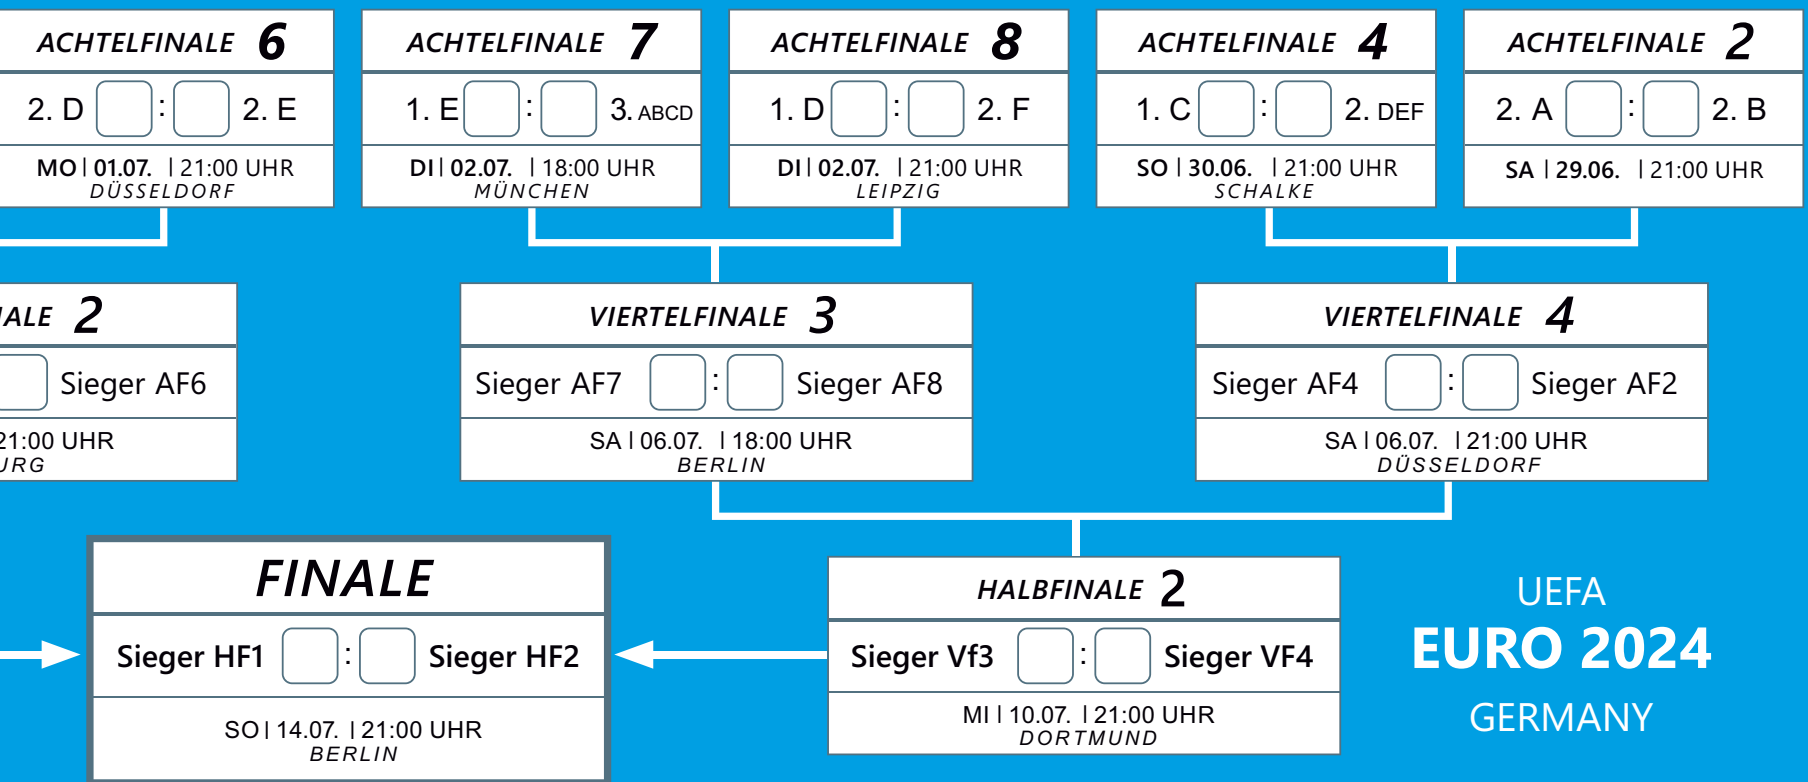 ACHTELFINALE 6
2. D : 2. E
MO | 01.07. | 21:00 UHR
DÜSSELDORF
ACHTELFINALE 7
1. E : 3. ABCD
DI | 02.07. | 18:00 UHR
MÜNCHEN
ACHTELFINALE 8
1. D : 2. F
DI | 02.07. | 21:00 UHR
LEIPZIG
ACHTELFINALE 4
1. C : 2. DEF
SO | 30.06. | 21:00 UHR
SCHALKE
ACHTELFINALE 2
2. A : 2. B
SA | 29.06. | 21:00 UHR
ALE 2
Sieger AF6
21:00 UHR
URG
VIERTELFINALE 3
Sieger AF7 : Sieger AF8
SA | 06.07. | 18:00 UHR
BERLIN
VIERTELFINALE 4
Sieger AF4 : Sieger AF2
SA | 06.07. | 21:00 UHR
DÜSSELDORF
FINALE
Sieger HF1 : Sieger HF2
SO | 14.07. | 21:00 UHR
BERLIN
HALBFINALE 2
Sieger Vf3 : Sieger VF4
MI | 10.07. | 21:00 UHR
DORTMUND
UEFA
EURO 2024
GERMANY